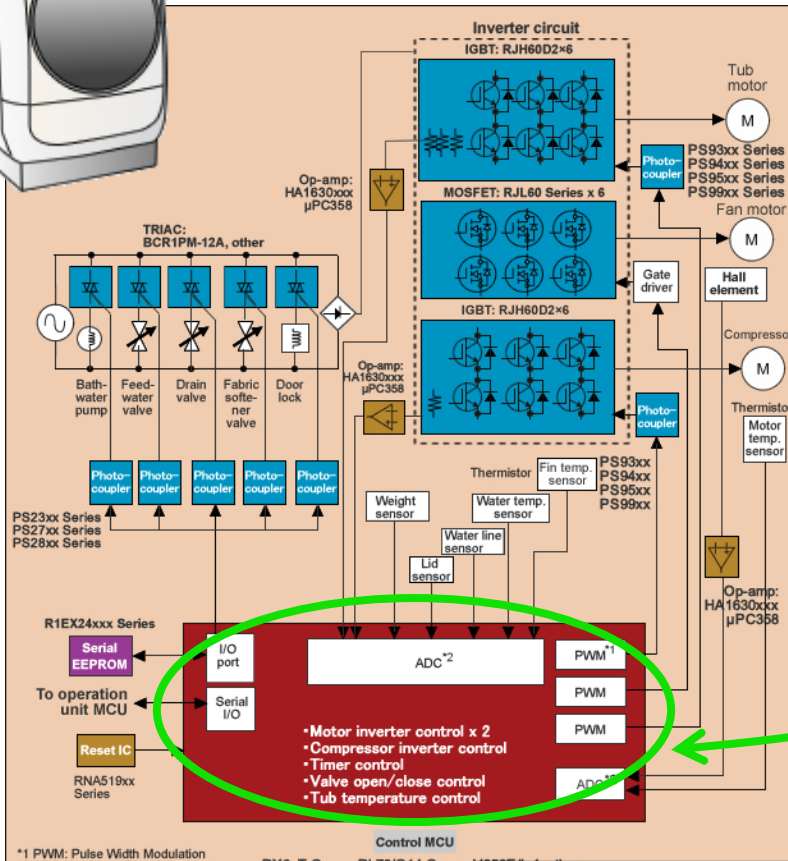 Inverter circuit
IGBT: RJH60D2×6
Tub
motor
M
Photo-
coupler
PS93xx Series
PS94xx Series
PS95xx Series
PS99xx Series
Op-amp:
HA1630xxx
µPC358
MOSFET: RJL60 Series x 6
Fan motor
M
TRIAC:
BCR1PM-12A, other
Gate
driver
Hall
element
IGBT: RJH60D2×6
Compresso
M
Op-amp:
HA1630xxx
µPC358
Bath-
water
pump
Feed-
water
valve
Drain
valve
Fabric
softe-
ner
valve
Door
lock
Photo-
coupler
Thermisto
Motor
temp.
sensor
Photo-
coupler
Photo-
coupler
Photo-
coupler
Photo-
coupler
Photo-
coupler
PS23xx Series
PS27xx Series
PS28xx Series
Thermistor
Fin temp.
sensor
PS93xx
PS94xx
PS95xx
PS99xx
Weight
sensor
Water temp.
sensor
Water line
sensor
Lid
sensor
Op-amp:
HA1630xxx
µPC358
R1EX24xxx Series
Serial
EEPROM
I/O
port
ADC*2
PWM*1
To operation
unit MCU
Serial
I/O
PWM
PWM
Reset IC
RNA519xx
Series
•Motor inverter control x 2
•Compressor inverter control
•Timer control
•Valve open/close control
•Tub temperature control
ADC
Control MCU
*1 PWM: Pulse Width Modulation